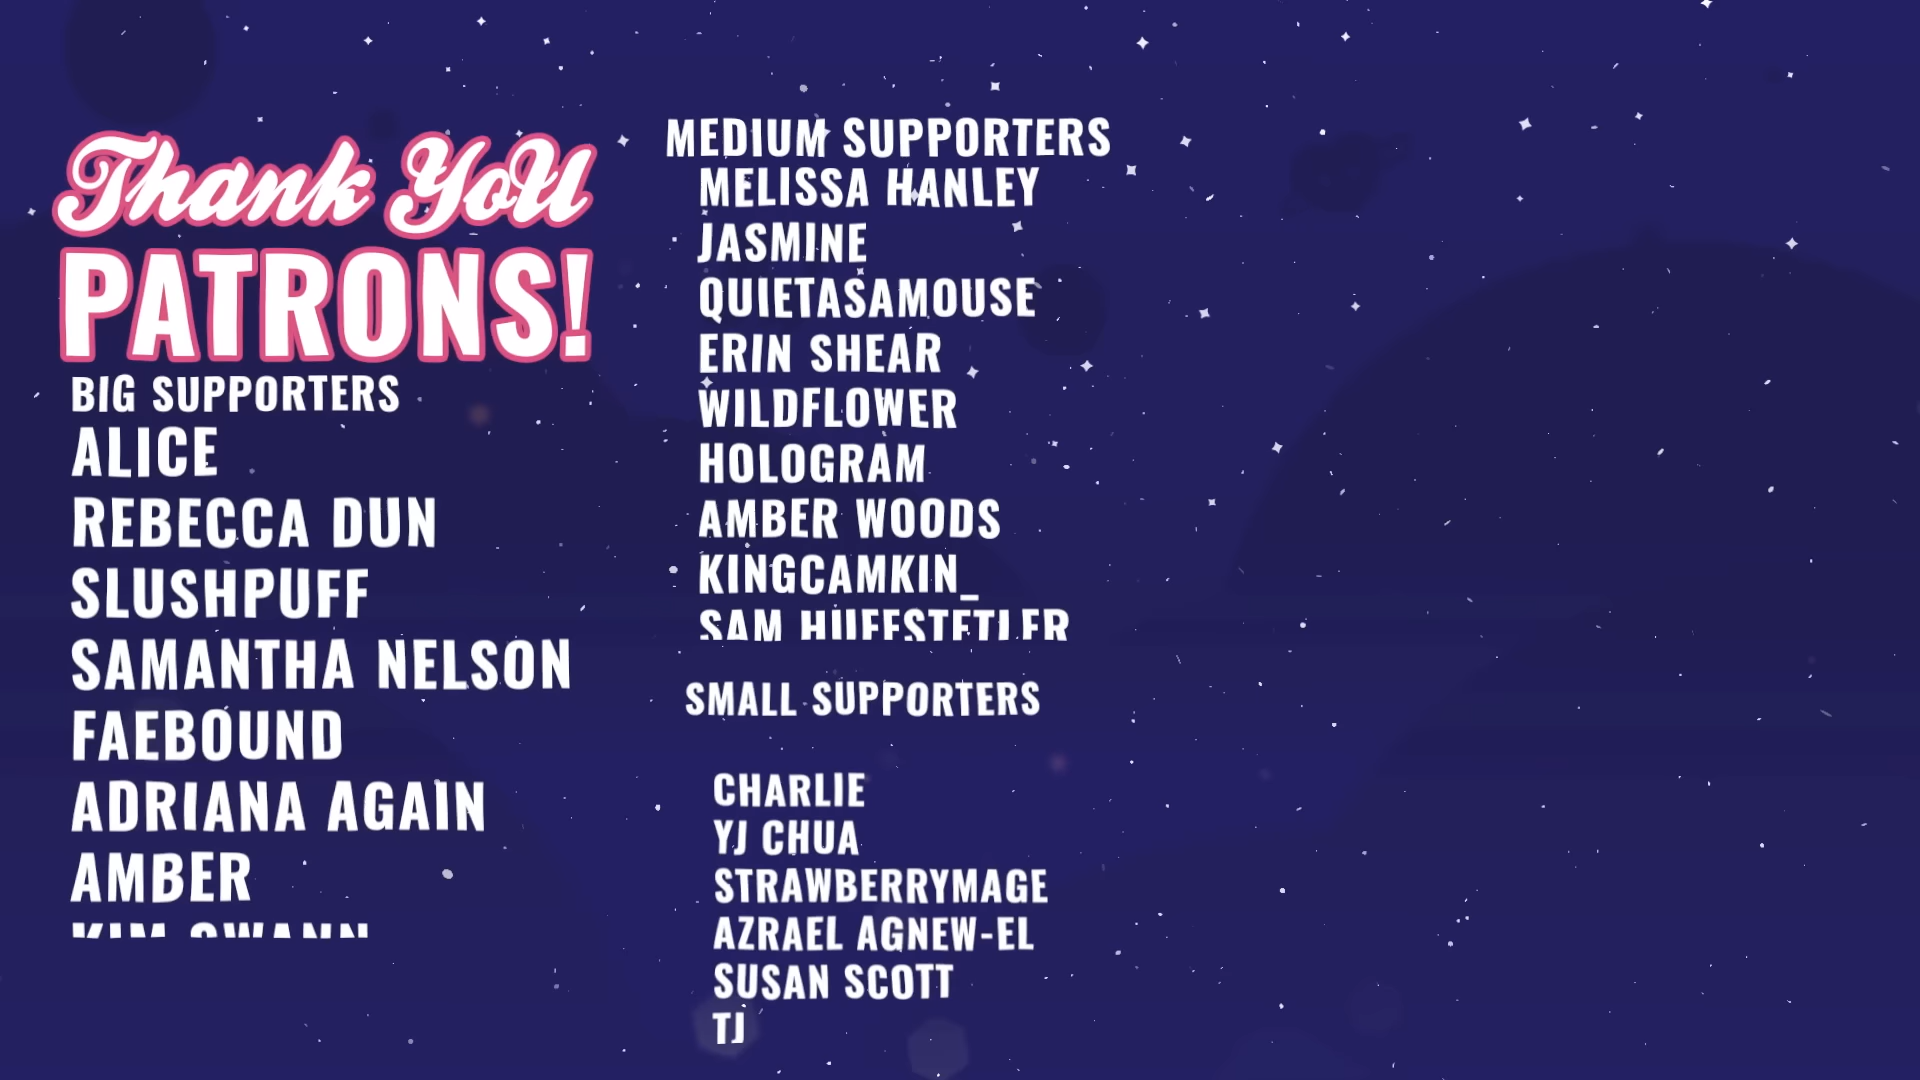 Thank YoU
PATRONS!
BIG SUPPORTERS
ALICE
REBECCA DUN
SLUSHPUFF
SAMANTHA NELSON
FAEBOUND
ADRIANA AGAIN
AMBER
KIM SWANN
MEDIUM SUPPORTERS
MELISSA HANLEY
JASMINE
QUIETASAMOUSE
ERIN SHEAR
WILDFLOWER
HOLOGRAM
AMBER WOODS
KINGCAMKIN_
SAM HUFFSTETLER
SMALL SUPPORTERS
CHARLIE
YJ CHUA
STRAWBERRYMAGE
AZRAEL AGNEW-EL
SUSAN SCOTT
TJ